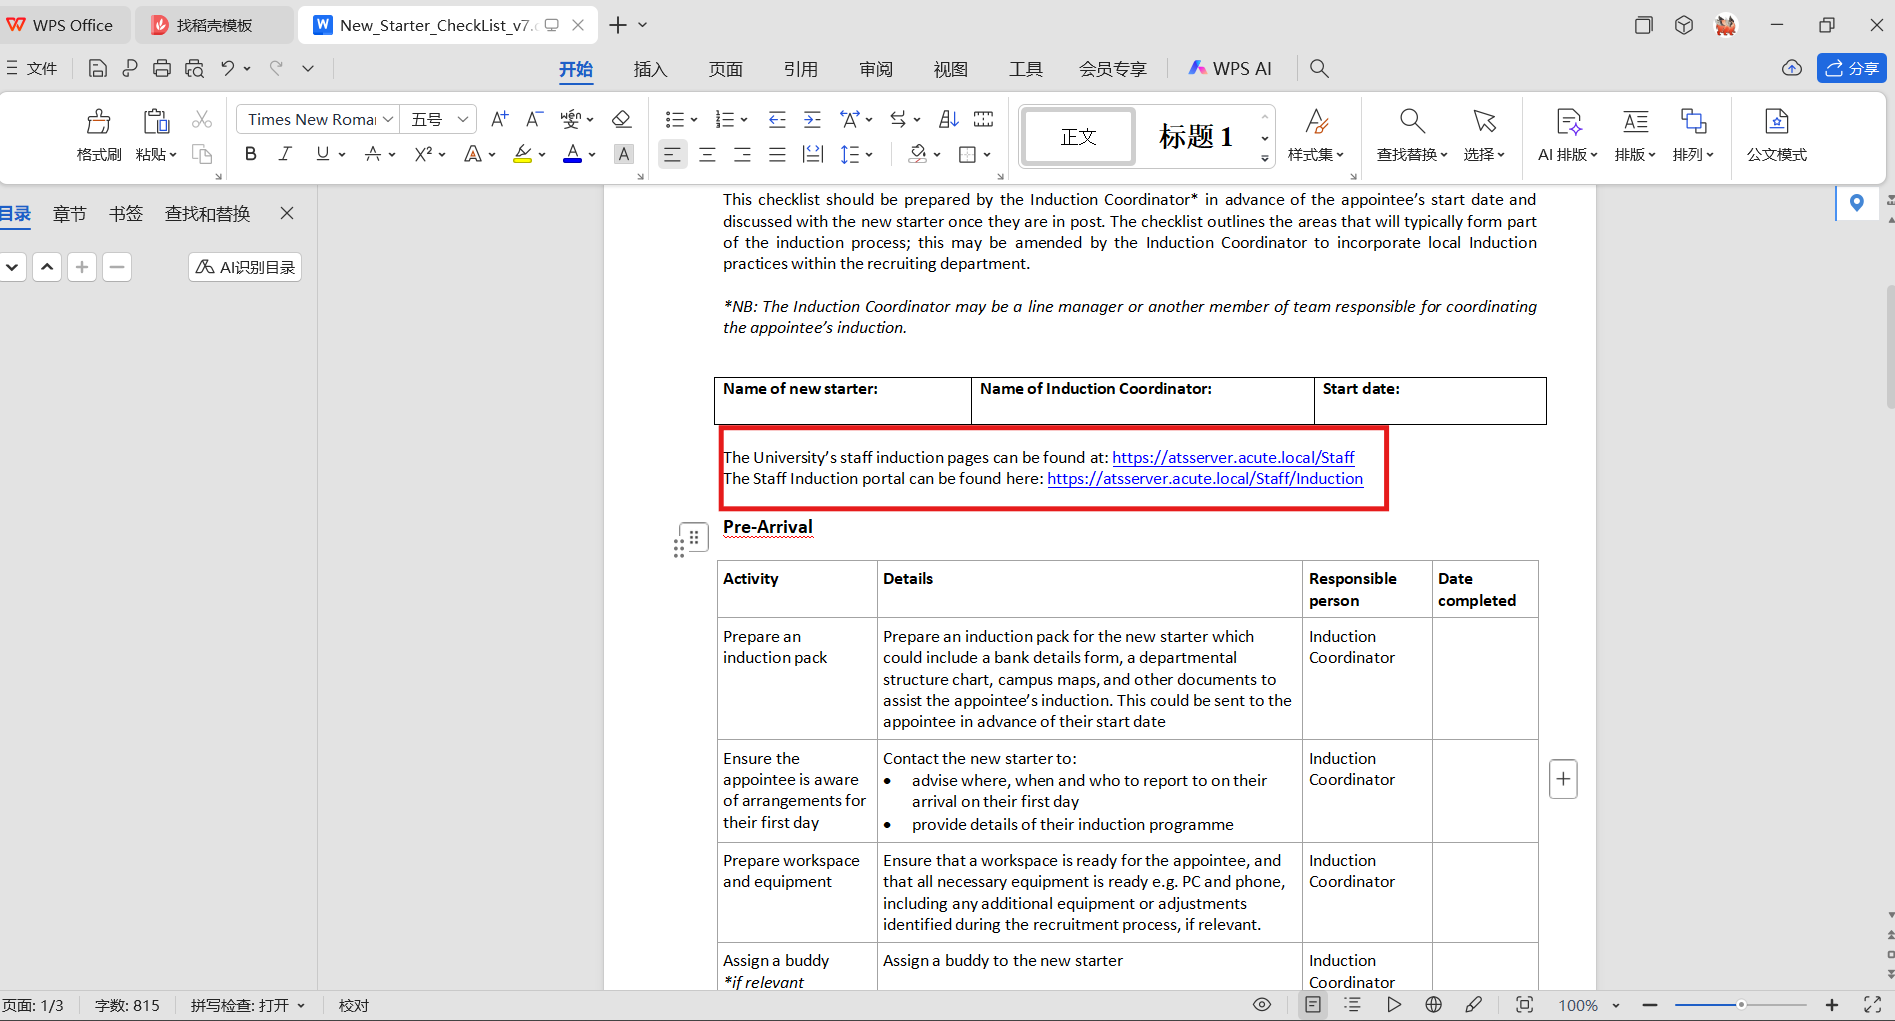 WPS Office
找稻壳模板
New_Starter_CheckList_v7.
文件
开始
插入
页面
引用
审阅
视图
工具
会员专享
WPS AI
分享
格式刷
粘贴
Times New Roma
五号
正文
标题 1
样式集
查找替换
选择
AI 排版
排版
排列
公文模式
目录
章节
书签
查找和替换
AI识别目录
This checklist should be prepared by the Induction Coordinator* in advance of the appointee’s start date and
discussed with the new starter once they are in post. The checklist outlines the areas that will typically form part
of the induction process; this may be amended by the Induction Coordinator to incorporate local Induction
practices within the recruiting department.
*NB: The Induction Coordinator may be a line manager or another member of team responsible for coordinating
the appointee’s induction.
Name of new starter:
Name of Induction Coordinator:
Start date:
The University’s staff induction pages can be found at: https://atsserver.acute.local/Staff
The Staff Induction portal can be found here: https://atsserver.acute.local/Staff/Induction
Pre-Arrival
Activity
Details
Responsible
person
Date
completed
Prepare an
induction pack
Prepare an induction pack for the new starter which
could include a bank details form, a departmental
structure chart, campus maps, and other documents to
assist the appointee’s induction. This could be sent to the
appointee in advance of their start date
Induction
Coordinator
Ensure the
appointee is aware
of arrangements for
their first day
Contact the new starter to:
• advise where, when and who to report to on their
arrival on their first day
• provide details of their induction programme
Induction
Coordinator
Prepare workspace
and equipment
Ensure that a workspace is ready for the appointee, and
that all necessary equipment is ready e.g. PC and phone,
including any additional equipment or adjustments
identified during the recruitment process, if relevant.
Induction
Coordinator
Assign a buddy
*if relevant
Assign a buddy to the new starter
Induction
Coordinator
页面: 1/3
字数: 815
拼写检查: 打开
校对
100%